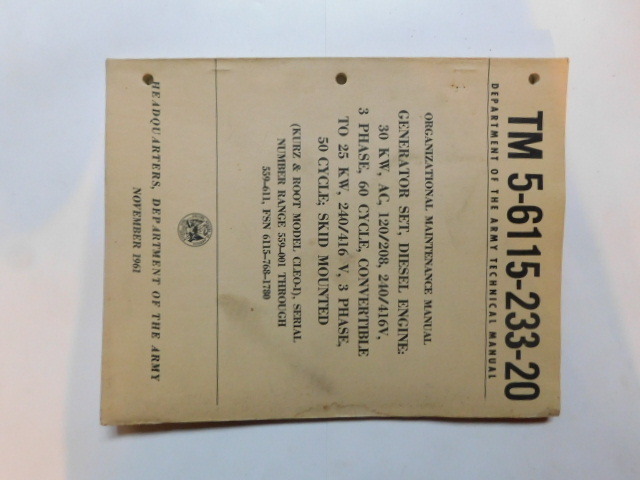 TM 5-6115-233-20
DEPARTMENT OF THE ARMY TECHNICAL MANUAL
ORGANIZATIONAL MAINTENANCE MANUAL
GENERATOR SET, DIESEL ENGINE:
30 KW, AC, 120/208, 240/416V,
3 PHASE, 60 CYCLE, CONVERTIBLE
TO 25 KW, 240/416 V, 3 PHASE,
50 CYCLE; SKID MOUNTED
(KURZ & ROOT MODEL CLEO-1), SERIAL
NUMBER RANGE 559-001 THROUGH
559-611, FSN 6115-768-1780
HEADQUARTERS, DEPARTMENT OF THE ARMY
NOVEMBER 1961